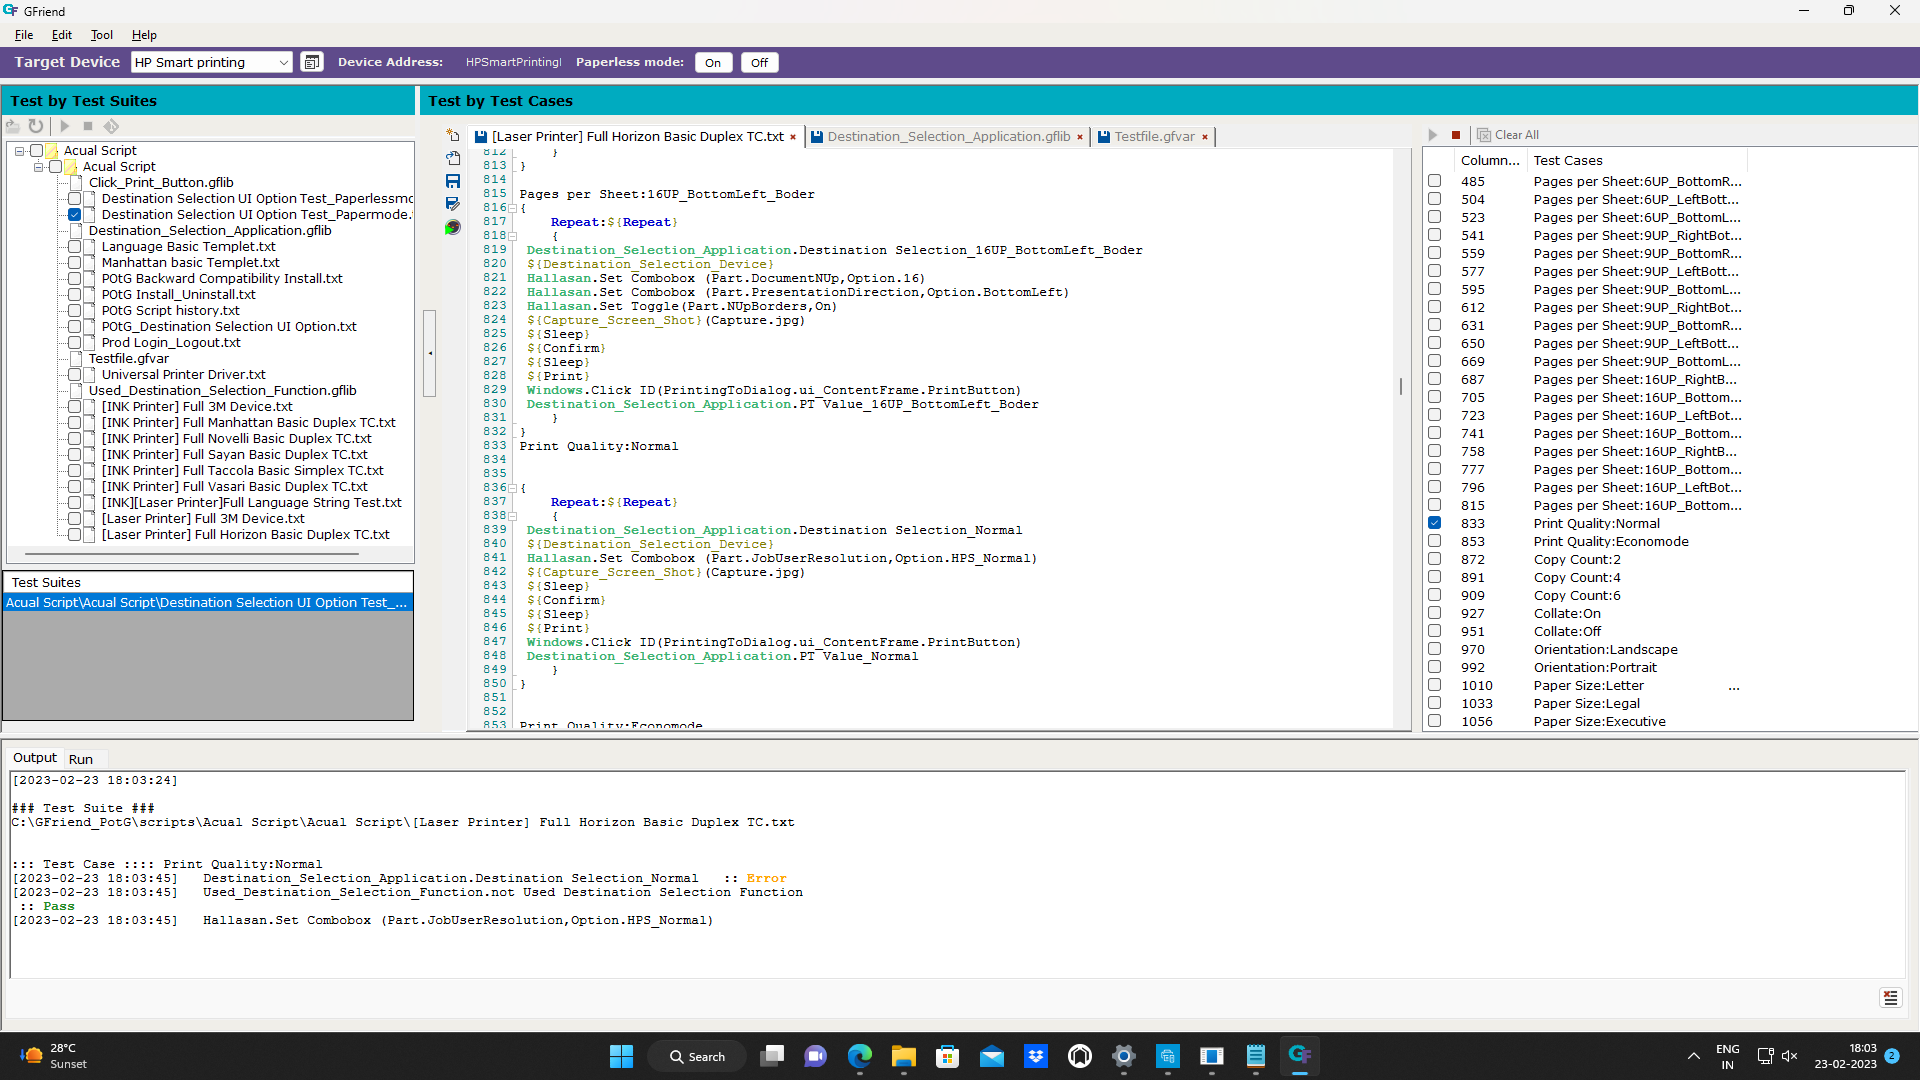 GFriend
File Edit Tool Help
Target Device HP Smart printing Device Address: HPSmartPrintingI Paperless mode: On Off
Test by Test Suites
Acual Script
Acual Script
Click_Print_Button.gflib
Destination Selection UI Option Test_Paperlessmo
Destination Selection UI Option Test_Papermode.
Destination_Selection_Application.gflib
Language Basic Templet.txt
Manhattan basic Templet.txt
POtG Backward Compatibility Install.txt
POtG Install_Uninstall.txt
POtG Script history.txt
POtG_Destination Selection UI Option.txt
Prod Login_Logout.txt
Testfile.gfvar
Universal Printer Driver.txt
Used_Destination_Selection_Function.gflib
[INK Printer] Full 3M Device.txt
[INK Printer] Full Manhattan Basic Duplex TC.txt
[INK Printer] Full Novelli Basic Duplex TC.txt
[INK Printer] Full Sayan Basic Duplex TC.txt
[INK Printer] Full Taccola Basic Simplex TC.txt
[INK Printer] Full Vasari Basic Duplex TC.txt
[INK][Laser Printer]Full Language String Test.txt
[Laser Printer] Full 3M Device.txt
[Laser Printer] Full Horizon Basic Duplex TC.txt
Test Suites
Acual Script\Acual Script\Destination Selection UI Option Test_...
Test by Test Cases
[Laser Printer] Full Horizon Basic Duplex TC.txt × Destination_Selection_Application.gflib × Testfile.gfvar ×
812 }
813 }
814
815 Pages per Sheet:16UP_BottomLeft_Boder
816 {
817 Repeat:${Repeat}
818 {
819 Destination_Selection_Application.Destination Selection_16UP_BottomLeft_Boder
820 ${Destination_Selection_Device}
821 Hallasan.Set Combobox (Part.DocumentNUp,Option.16)
822 Hallasan.Set Combobox (Part.PresentationDirection,Option.BottomLeft)
823 Hallasan.Set Toggle(Part.NUpBorders,On)
824 ${Capture_Screen_Shot}(Capture.jpg)
825 ${Sleep}
826 ${Confirm}
827 ${Sleep}
828 ${Print}
829 Windows.Click ID(PrintingToDialog.ui_ContentFrame.PrintButton)
830 Destination_Selection_Application.PT Value_16UP_BottomLeft_Boder
831 }
832 }
833 Print Quality:Normal
834
835
836 {
837 Repeat:${Repeat}
838 {
839 Destination_Selection_Application.Destination Selection_Normal
840 ${Destination_Selection_Device}
841 Hallasan.Set Combobox (Part.JobUserResolution,Option.HPS_Normal)
842 ${Capture_Screen_Shot}(Capture.jpg)
843 ${Sleep}
844 ${Confirm}
845 ${Sleep}
846 ${Print}
847 Windows.Click ID(PrintingToDialog.ui_ContentFrame.PrintButton)
848 Destination_Selection_Application.PT Value_Normal
849 }
850 }
851
852
853 Print Quality:Economode
Clear All
Column... Test Cases
485 Pages per Sheet:6UP_BottomR...
504 Pages per Sheet:6UP_LeftBott...
523 Pages per Sheet:6UP_BottomL...
541 Pages per Sheet:9UP_RightBot...
559 Pages per Sheet:9UP_BottomR...
577 Pages per Sheet:9UP_LeftBott...
595 Pages per Sheet:9UP_BottomL...
612 Pages per Sheet:9UP_RightBot...
631 Pages per Sheet:9UP_BottomR...
650 Pages per Sheet:9UP_LeftBott...
669 Pages per Sheet:9UP_BottomL...
687 Pages per Sheet:16UP_RightB...
705 Pages per Sheet:16UP_Bottom...
723 Pages per Sheet:16UP_LeftBot...
741 Pages per Sheet:16UP_Bottom...
758 Pages per Sheet:16UP_RightB...
777 Pages per Sheet:16UP_Bottom...
796 Pages per Sheet:16UP_LeftBot...
815 Pages per Sheet:16UP_Bottom...
833 Print Quality:Normal
853 Print Quality:Economode
872 Copy Count:2
891 Copy Count:4
909 Copy Count:6
927 Collate:On
951 Collate:Off
970 Orientation:Landscape
992 Orientation:Portrait
1010 Paper Size:Letter ...
1033 Paper Size:Legal
1056 Paper Size:Executive
Output Run
[2023-02-23 18:03:24]
### Test Suite ###
C:\GFriend_PotG\scripts\Acual Script\Acual Script\[Laser Printer] Full Horizon Basic Duplex TC.txt
::: Test Case :::: Print Quality:Normal
[2023-02-23 18:03:45] Destination_Selection_Application.Destination Selection_Normal :: Error
[2023-02-23 18:03:45] Used_Destination_Selection_Function.not Used Destination Selection Function
:: Pass
[2023-02-23 18:03:45] Hallasan.Set Combobox (Part.JobUserResolution,Option.HPS_Normal)
28°C
Sunset
Search
ENG
IN
18:03
23-02-2023
2